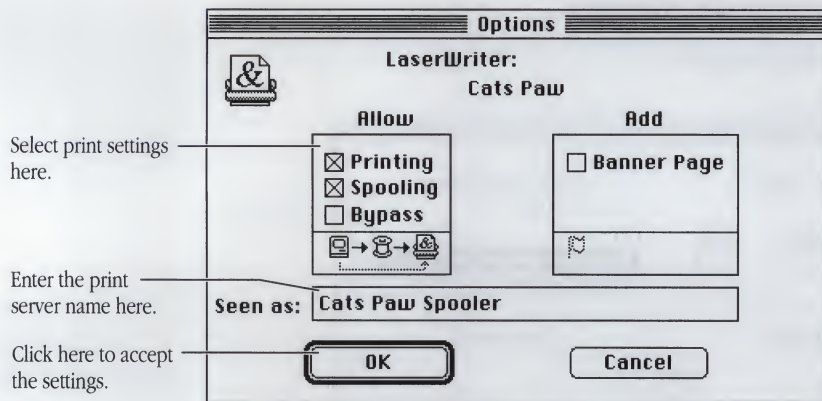 Options
LaserWriter:
Cats Paw
Allow
Add
Select print settings
here.
Printing
Spooling
Bypass
Banner Page
&
&
Enter the print
server name here.
Seen as:
Cats Paw Spooler
Click here to accept
the settings.
OK
Cancel